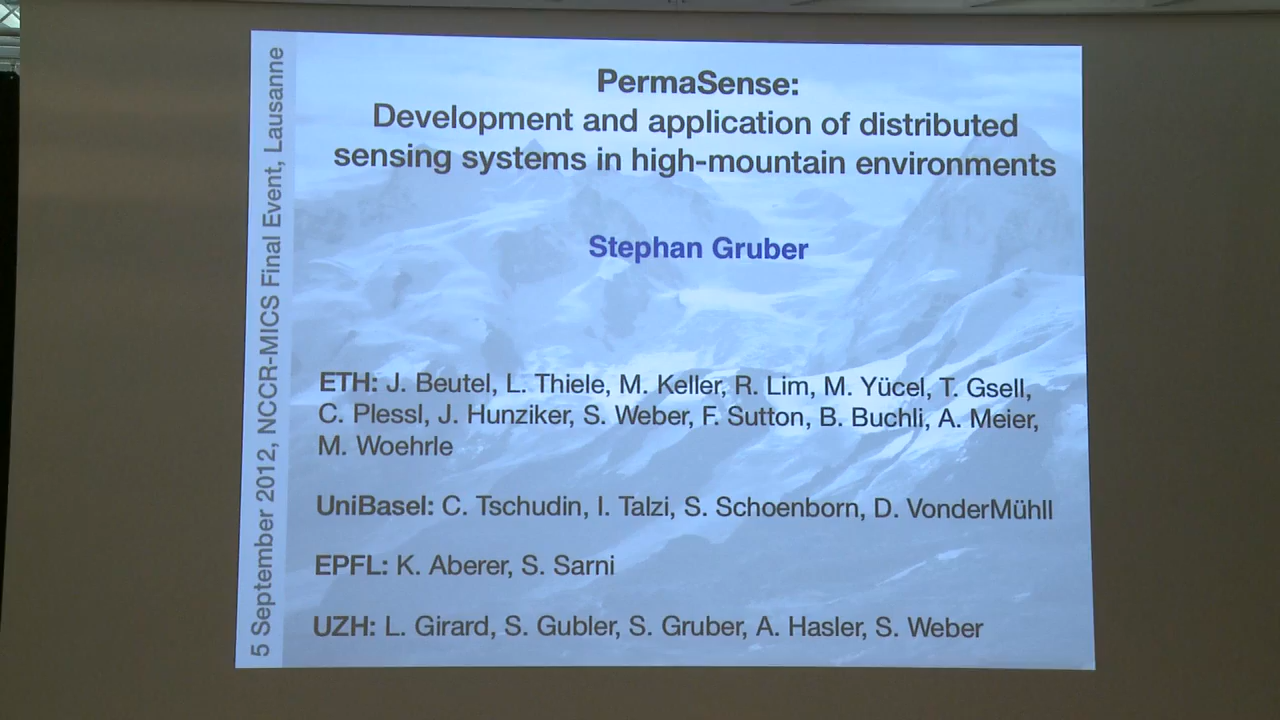 5 September 2012, NCCR-MICS Final Event, Lausanne
PermaSense:
Development and application of distributed
sensing systems in high-mountain environments
Stephan Gruber
ETH: J. Beutel, L. Thiele, M. Keller, R. Lim, M. Yücel, T. Gsell,
C. Plessl, J. Hunziker, S. Weber, F. Sutton, B. Buchli, A. Meier,
M. Woehrle
UniBasel: C. Tschudin, I. Talzi, S. Schoenborn, D. VonderMühll
EPFL: K. Aberer, S. Sarni
UZH: L. Girard, S. Gubler, S. Gruber, A. Hasler, S. Weber